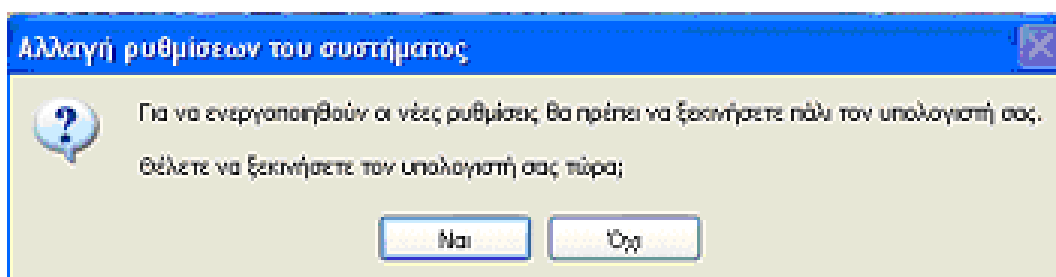 Αλλαγή ρυθμίσεων του συστήματος
?
Για να ενεργοποιηθούν οι νέες ρυθμίσεις θα πρέπει να ξεκινήσετε πάλι τον υπολογιστή σας.
Θέλετε να ξεκινήσετε τον υπολογιστή σας τώρα;
Ναι Όχι